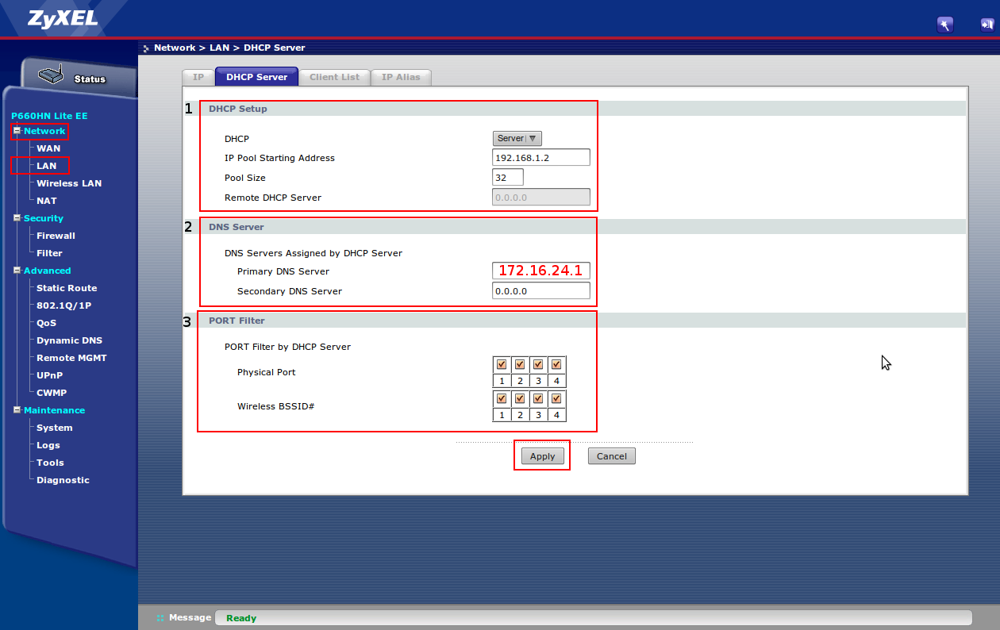 ZyXEL
Network > LAN > DHCP Server
Status
P660HN Lite EE
Network
WAN
LAN
Wireless LAN
NAT
Security
Firewall
Filter
Advanced
Static Route
802.1Q/1P
QoS
Dynamic DNS
Remote MGMT
UPnP
CWMP
Maintenance
System
Logs
Tools
Diagnostic
IP DHCP Server Client List IP Alias
1 DHCP Setup
DHCP Server
IP Pool Starting Address 192.168.1.2
Pool Size 32
Remote DHCP Server 0.0.0.0
2 DNS Server
DNS Servers Assigned by DHCP Server
Primary DNS Server 172.16.24.1
Secondary DNS Server 0.0.0.0
3 PORT Filter
PORT Filter by DHCP Server
Physical Port
1 2 3 4
Wireless BSSID#
1 2 3 4
Apply Cancel
Message Ready